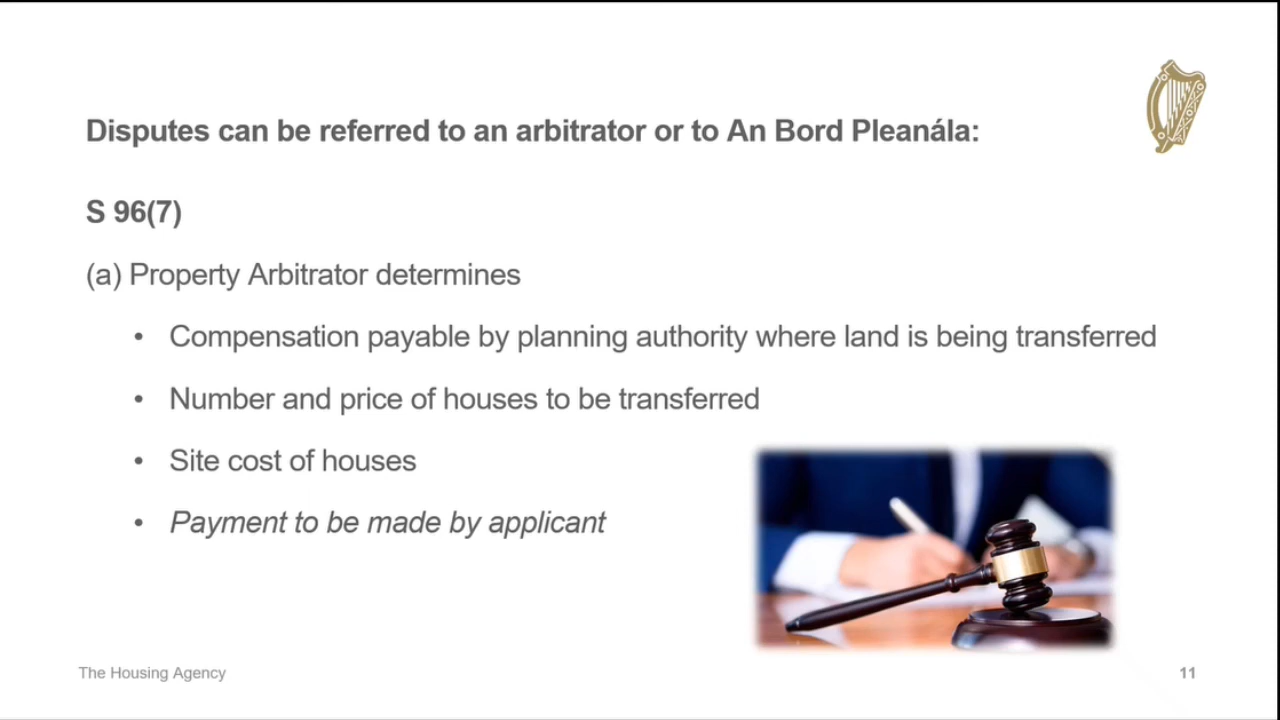 Disputes can be referred to an arbitrator or to An Bord Pleanála:
S 96(7)
(a) Property Arbitrator determines
• Compensation payable by planning authority where land is being transferred
• Number and price of houses to be transferred
• Site cost of houses
• Payment to be made by applicant
The Housing Agency
11